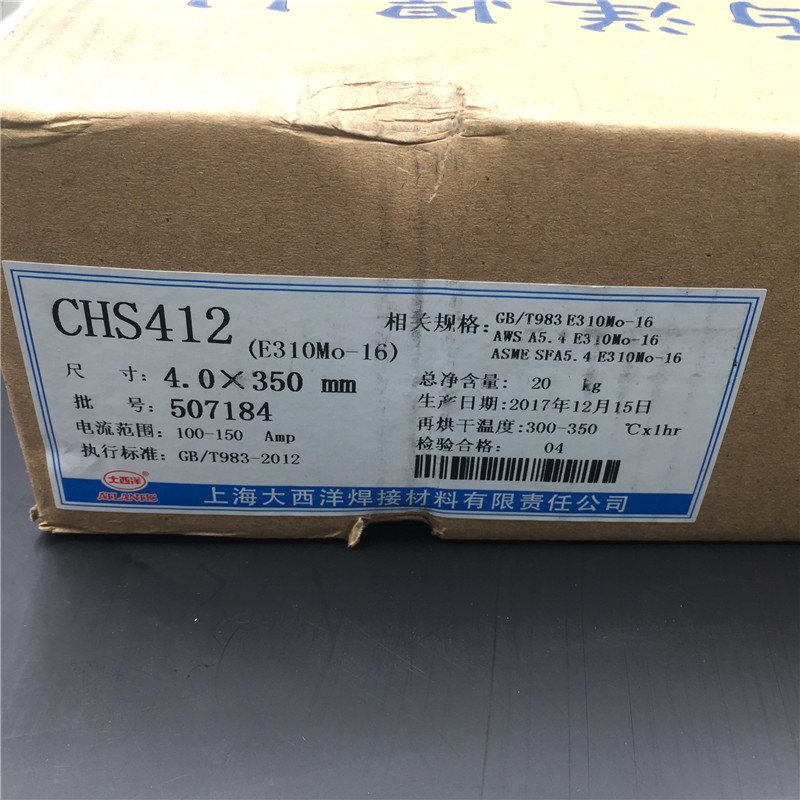 西洋焊
CHS412
(E310Mo-16)
尺 寸: 4.0×350 mm
批 号: 507184
电流范围: 100-150 Amp
执行标准: GB/T983-2012
相关规格: GB/T983 E310Mo-16
AWS A5.4 E310Mo-16
ASME SFA5.4 E310Mo-16
总净含量: 20 kg
生产日期:2017年12月15日
再烘干温度:300-350 ℃x1hr
检验合格: 04
大西洋
ATLANTIC
上海大西洋焊接材料有限责任公司